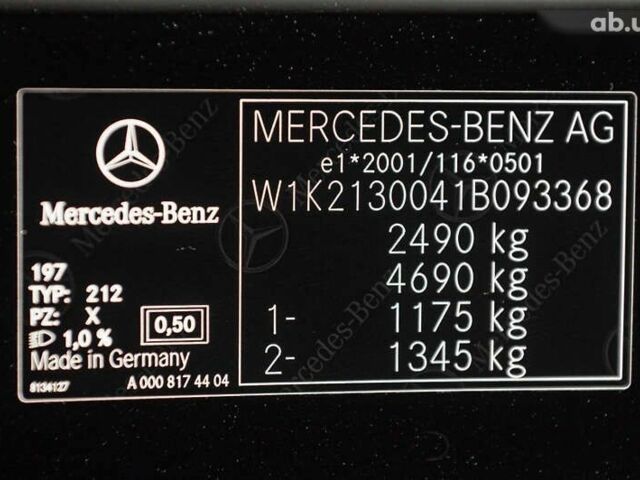 ab.u
Mercedes-Benz
197
TYP: 212
PZ: X
1,0 %
0,50
Made in Germany
8134127
A 000 817 44 04
MERCEDES-BENZ AG
e1*2001/116*0501
W1K2130041B093368
2490 kg
4690 kg
1- 1175 kg
2- 1345 kg